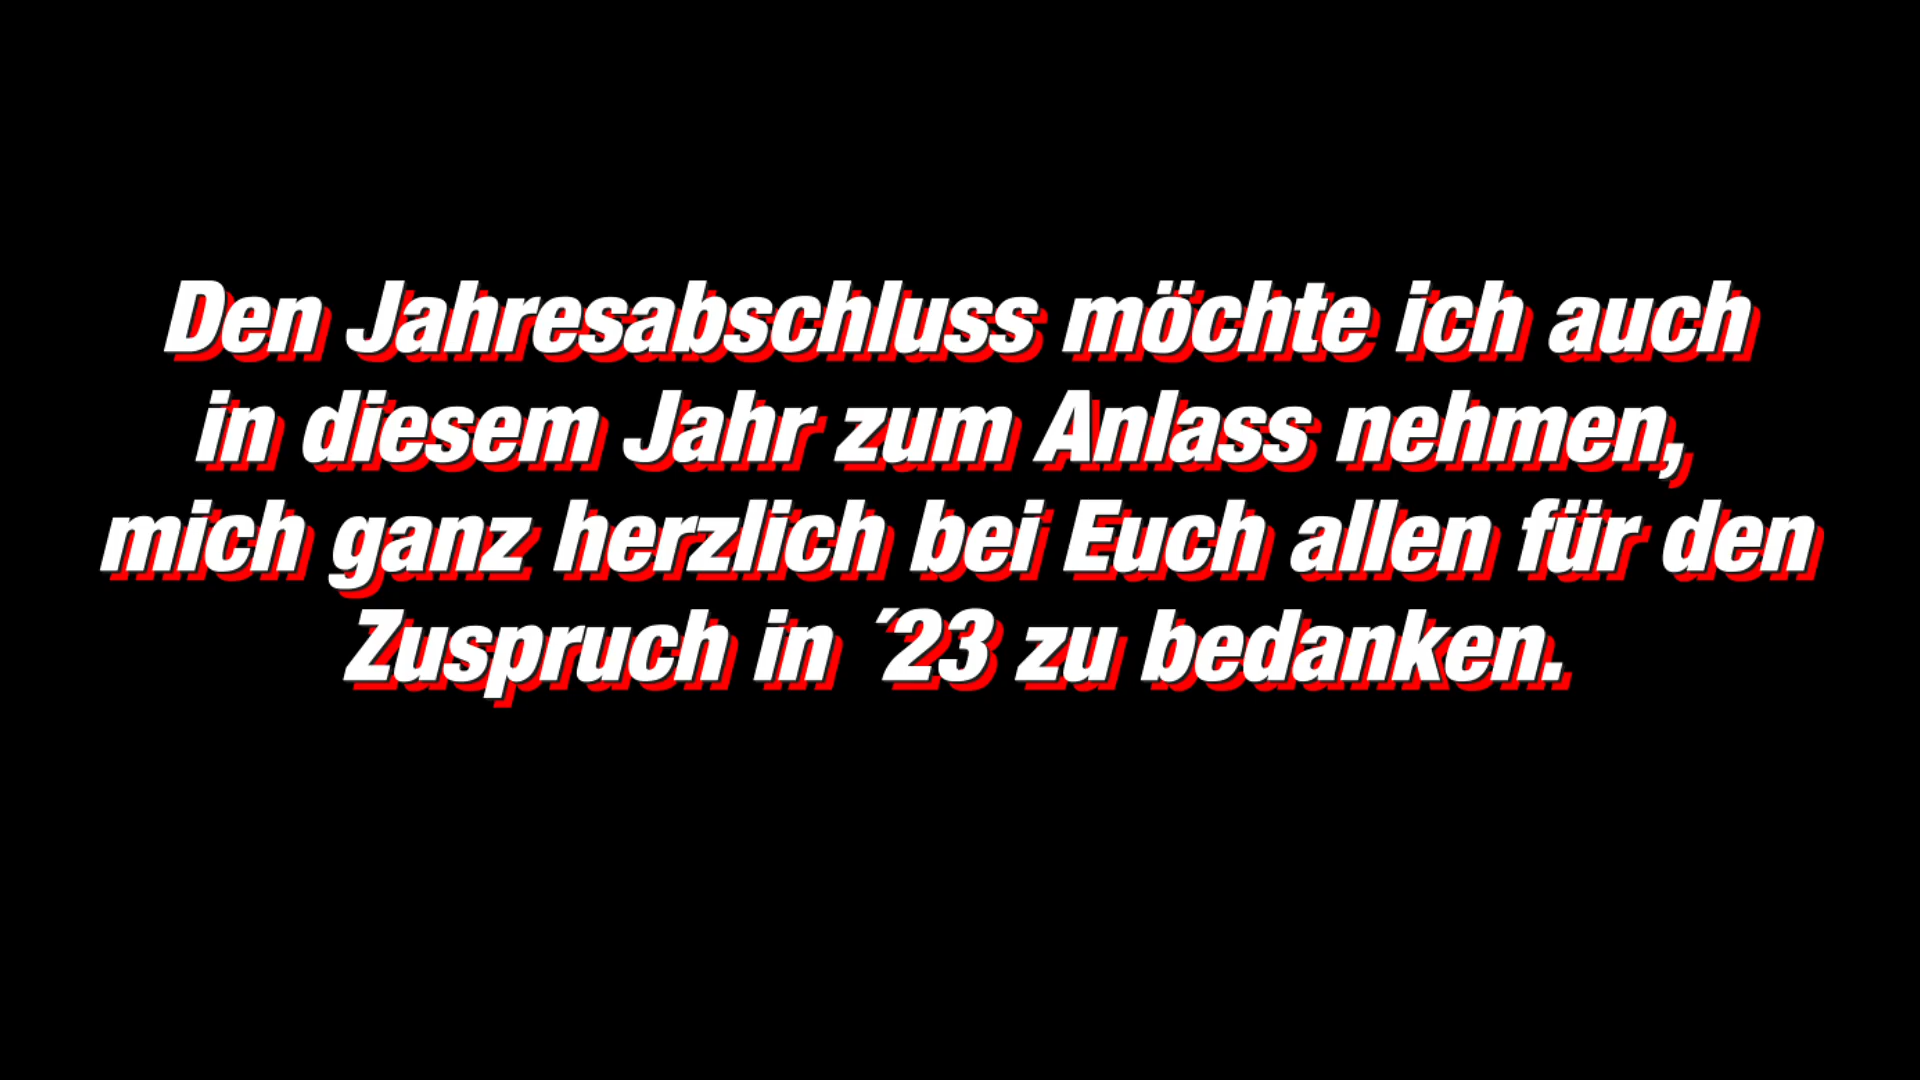 Den Jahresabschluss möchte ich auch
in diesem Jahr zum Anlass nehmen,
mich ganz herzlich bei Euch allen für den
Zuspruch in ´23 zu bedanken.